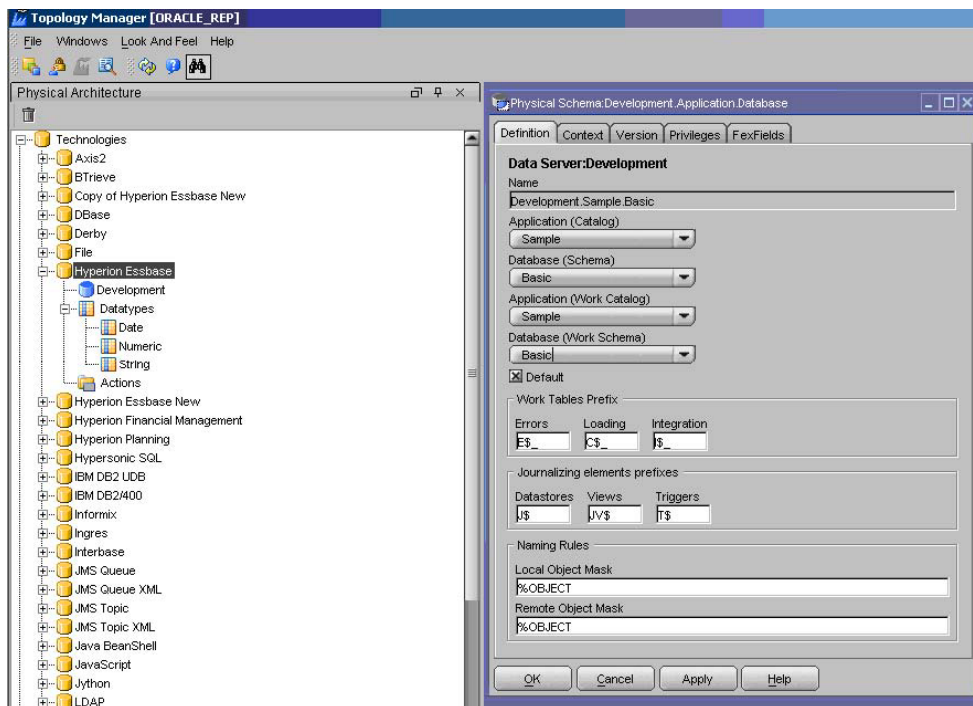 Topology Manager [ORACLE_REP]
File Windows Look And Feel Help
Physical Architecture
Technologies
Axis2
BTrieve
Copy of Hyperion Essbase New
DBase
Derby
File
Hyperion Essbase
Development
Datatypes
Date
Numeric
String
Actions
Hyperion Essbase New
Hyperion Financial Management
Hyperion Planning
Hypersonic SQL
IBM DB2 UDB
IBM DB2/400
Informix
Ingres
Interbase
JMS Queue
JMS Queue XML
JMS Topic
JMS Topic XML
Java BeanShell
JavaScript
Jython
LDAP
Physical Schema:Development.Application.Database
Definition Context Version Privileges FexFields
Data Server:Development
Name
Development.Sample.Basic
Application (Catalog)
Sample
Database (Schema)
Basic
Application (Work Catalog)
Sample
Database (Work Schema)
Basic
Default
Work Tables Prefix
Errors Loading Integration
E$_ C$_ I$_
Journalizing elements prefixes
Datastores Views Triggers
J$ JV$ T$
Naming Rules
Local Object Mask
%OBJECT
Remote Object Mask
%OBJECT
OK Cancel Apply Help